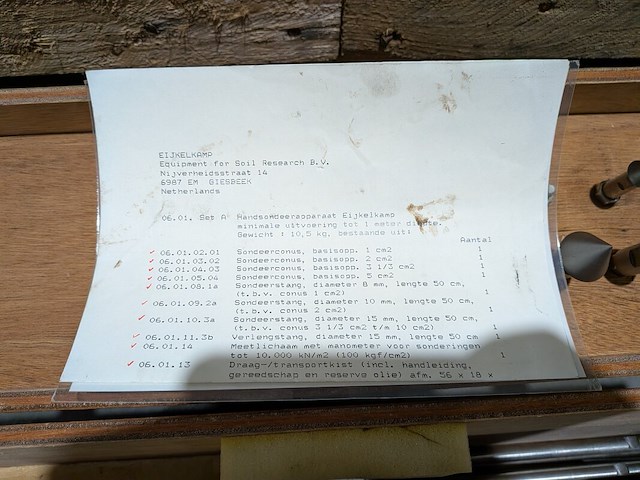 EIJKELKAMP
Equipment for Soil Research B.V.
Nijverheidsstraat 14
6987 EM GIESBEEK
Netherlands
06.01. Set A Handsondeerapparaat Eijkelkamp
minimale uitvoering tot 1 meter diepte.
Gewicht : 10,5 kg, bestaande uit:
Aantal
06.01.02.01 Sondeerconus, basisopp. 1 cm2 1
06.01.03.02 Sondeerconus, basisopp. 2 cm2 1
06.01.04.03 Sondeerconus, basisopp. 3 1/3 cm2 1
06.01.05.04 Sondeerconus, basisopp. 5 cm2 1
06.01.08.1a Sondeerstang, diameter 8 mm, lengte 50 cm,
(t.b.v. conus 1 cm2) 1
06.01.09.2a Sondeerstang, diameter 10 mm, lengte 50 cm,
(t.b.v. conus 2 cm2) 1
06.01.10.3a Sondeerstang, diameter 15 mm, lengte 50 cm,
(t.b.v. conus 3 1/3 cm2 t/m 10 cm2) 1
06.01.11.3b Verlengstang, diameter 15 mm, lengte 50 cm 1
06.01.14 Meetlichaam met manometer voor sonderingen
tot 10.000 kN/m2 (100 kgf/cm2) 1
06.01.13 Draag-/transportkist (incl. handleiding,
gereedschap en reserve olie) afm. 56 x 18 x